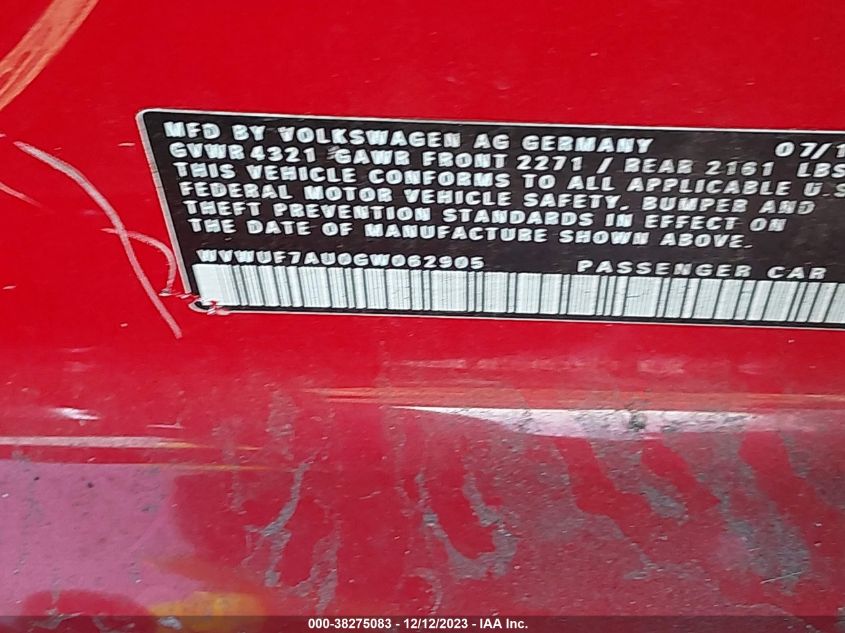 MFD BY VOLKSWAGEN AG GERMANY 07/1
GVWR 4321 GAWR FRONT 2271 / REAR 2161 LBS
THIS VEHICLE CONFORMS TO ALL APPLICABLE U.S
FEDERAL MOTOR VEHICLE SAFETY, BUMPER AND
THEFT PREVENTION STANDARDS IN EFFECT ON
THE DATE OF MANUFACTURE SHOWN ABOVE.
WVWUF7AU0GW062905 PASSENGER CAR
000-38275083 - 12/12/2023 - IAA Inc.